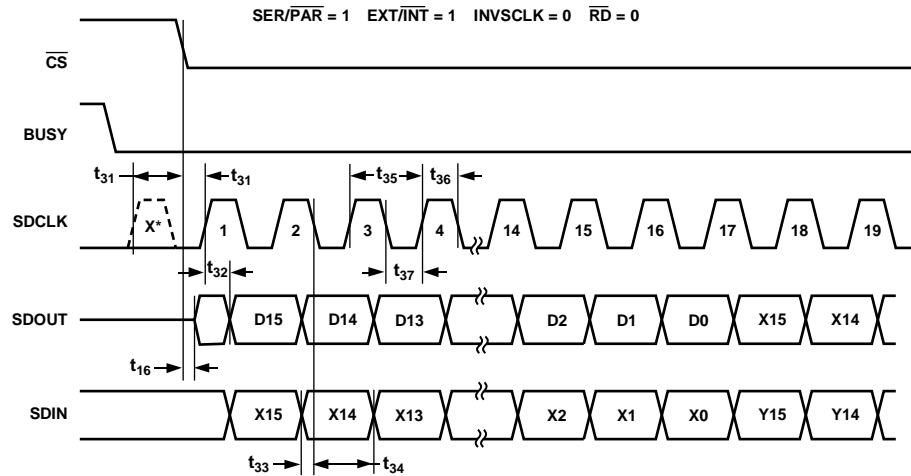 SER/PAR = 1 EXT/INT = 1 INVSCLK = 0 RD = 0
CS
BUSY
t31 t31 t35 t36
SDCLK X* 1 2 3 4 14 15 16 17 18 19
t32 t37
SDOUT D15 D14 D13 D2 D1 D0 X15 X14
t16
SDIN X15 X14 X13 X2 X1 X0 Y15 Y14
t33 t34